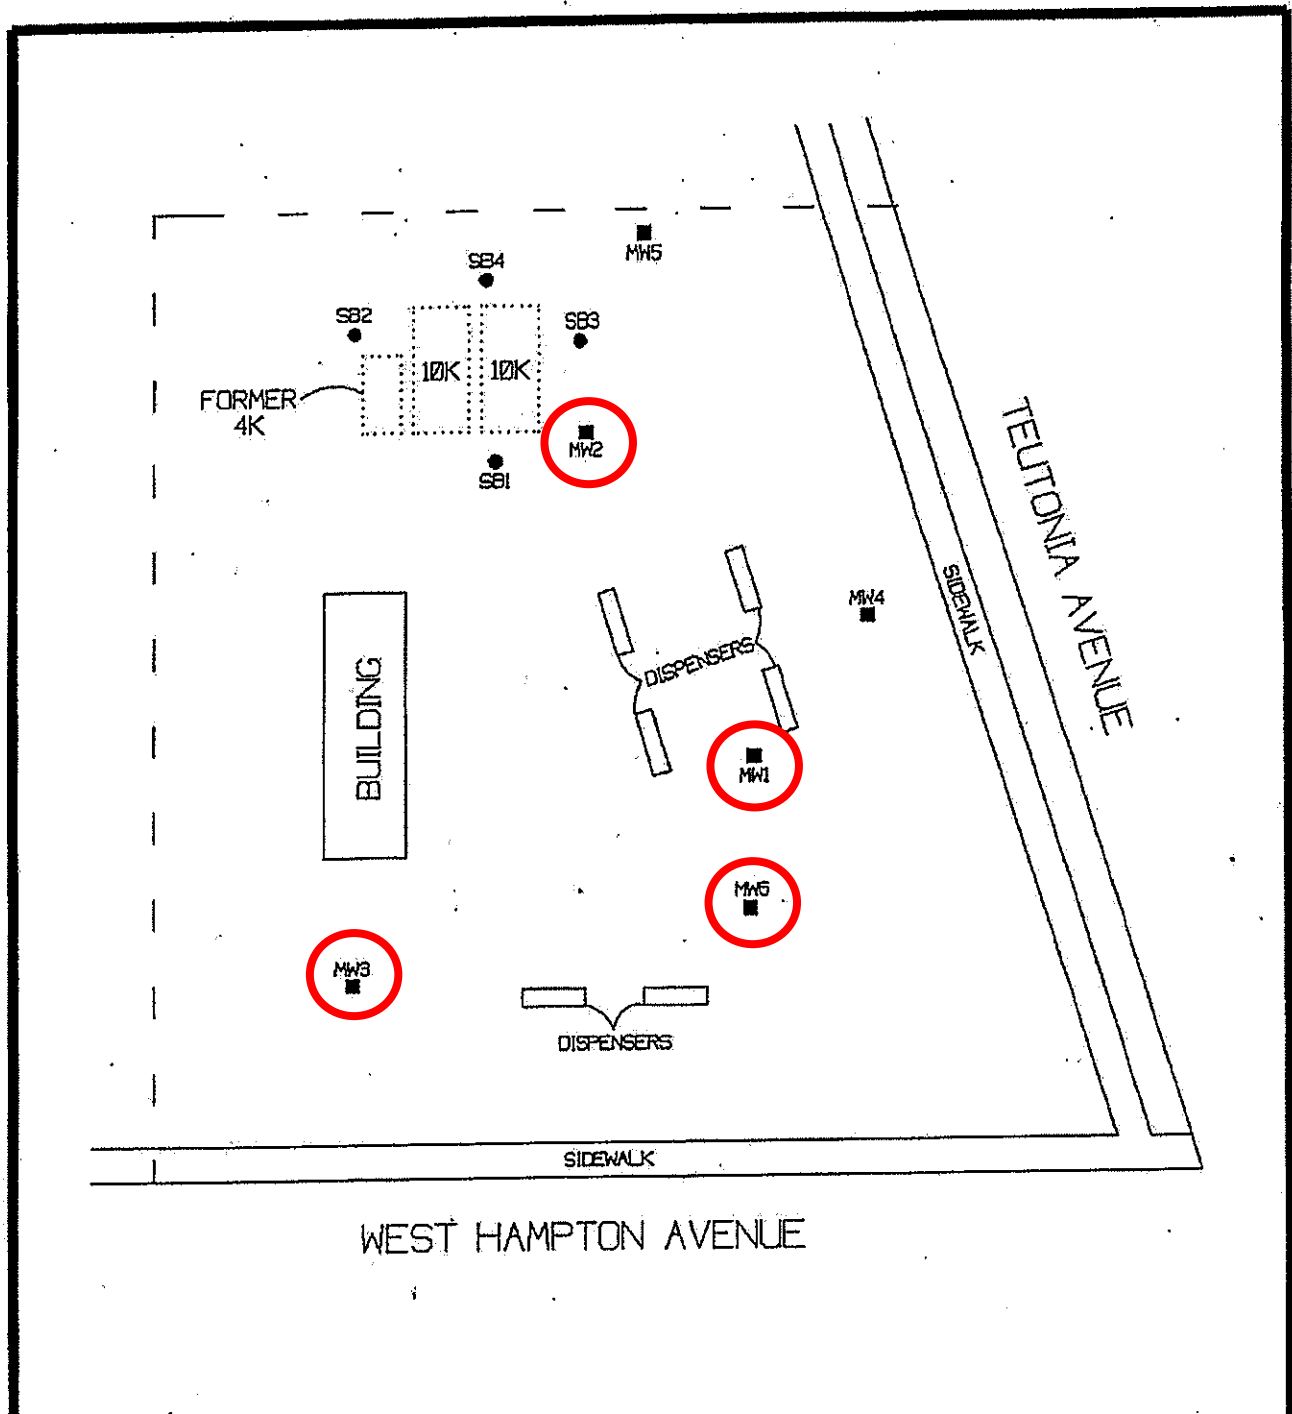 MW5
SB4
SB2
SB3
10K
10K
FORMER
4K
MW2
SB1
TEUTONIA AVENUE
SIDEWALK
MW4
DISPENSERS
BUILDING
MW1
MW6
MW3
DISPENSERS
SIDEWALK
WEST HAMPTON AVENUE